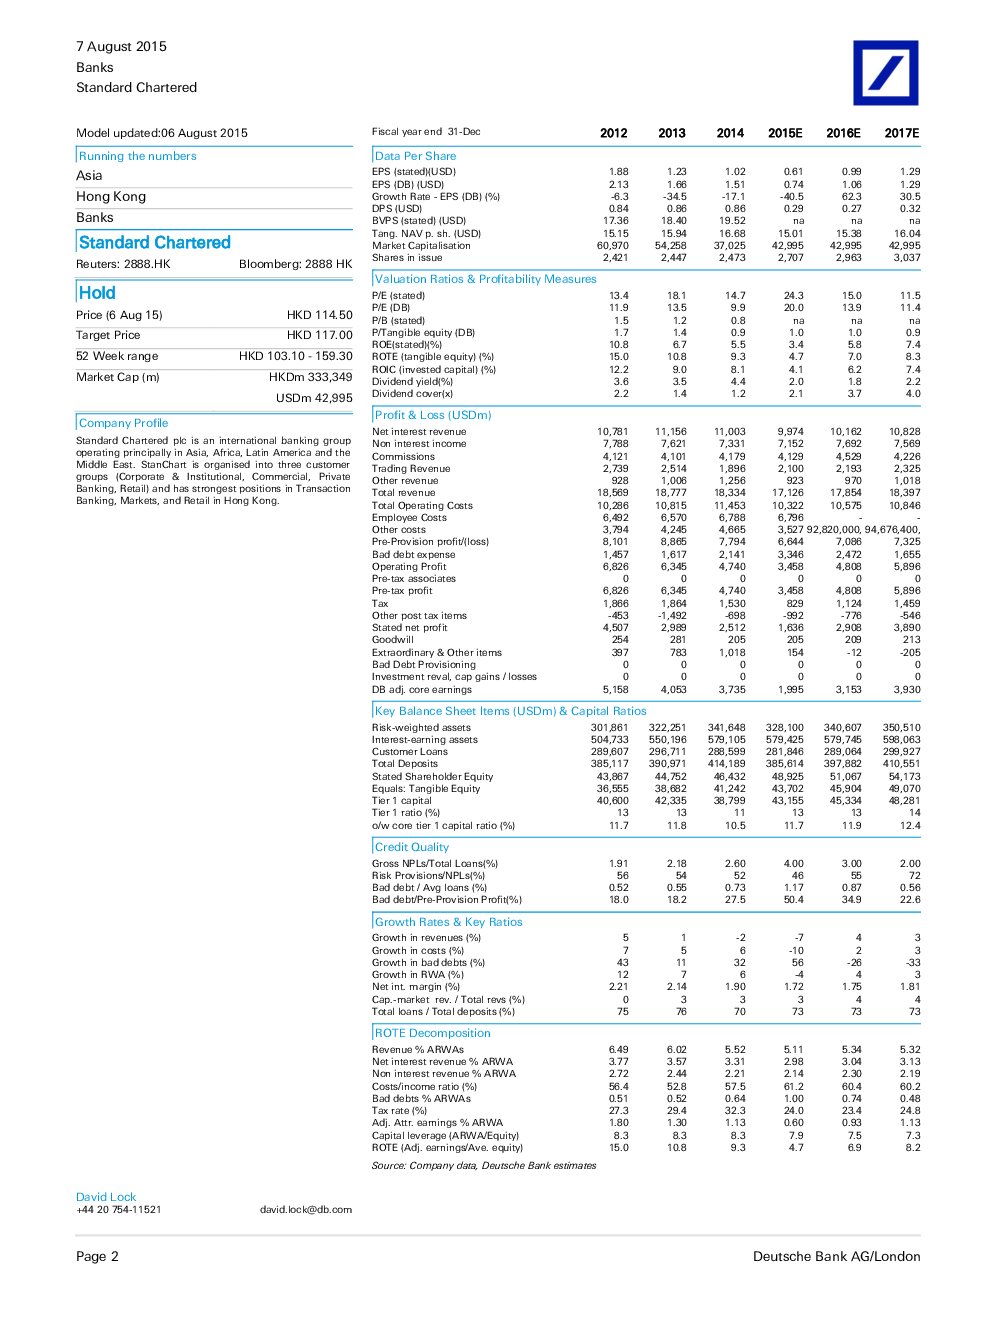 7 August 2015
Banks
Standard Chartered
Model updated:06 August 2015
Running the numbers
Asia
Hong Kong
Banks
Standard Chartered
Reuters: 2888.HK Bloomberg: 2888 HK
Hold
Price (6 Aug 15) HKD 114.50
Target Price HKD 117.00
52 Week range HKD 103.10 - 159.30
Market Cap (m) HKDm 333,349
USDm 42,995
Company Profile
Standard Chartered plc is an international banking group
operating principally in Asia, Africa, Latin America and the
Middle East. StanChart is organised into three customer
groups (Corporate & Institutional, Commercial, Private
Banking, Retail) and has strongest positions in Transaction
Banking, Markets, and Retail in Hong Kong.
Fiscal year end 31-Dec 2012 2013 2014 2015E 2016E 2017E
Data Per Share
EPS (stated)(USD) 1.88 1.23 1.02 0.61 0.99 1.29
EPS (DB) (USD) 2.13 1.66 1.51 0.74 1.06 1.29
Growth Rate - EPS (DB) (%) -6.3 -34.5 -17.1 -40.5 62.3 30.5
DPS (USD) 0.84 0.86 0.86 0.29 0.27 0.32
BVPS (stated) (USD) 17.36 18.40 19.52 na na na
Tang. NAV p. sh. (USD) 15.15 15.94 16.68 15.01 15.38 16.04
Market Capitalisation 60,970 54,258 37,025 42,995 42,995 42,995
Shares in issue 2,421 2,447 2,473 2,707 2,963 3,037
Valuation Ratios & Profitability Measures
P/E (stated) 13.4 18.1 14.7 24.3 15.0 11.5
P/E (DB) 11.9 13.5 9.9 20.0 13.9 11.4
P/B (stated) 1.5 1.2 0.8 na na na
P/Tangible equity (DB) 1.7 1.4 0.9 1.0 1.0 0.9
ROE(stated)(%) 10.8 6.7 5.5 3.4 5.8 7.4
ROTE (tangible equity) (%) 15.0 10.8 9.3 4.7 7.0 8.3
ROIC (invested capital) (%) 12.2 9.0 8.1 4.1 6.2 7.4
Dividend yield(%) 3.6 3.5 4.4 2.0 1.8 2.2
Dividend cover(x) 2.2 1.4 1.2 2.1 3.7 4.0
Profit & Loss (USDm)
Net interest revenue 10,781 11,156 11,003 9,974 10,162 10,828
Non interest income 7,788 7,621 7,331 7,152 7,692 7,569
Commissions 4,121 4,101 4,179 4,129 4,529 4,226
Trading Revenue 2,739 2,514 1,896 2,100 2,193 2,325
Other revenue 928 1,006 1,256 923 970 1,018
Total revenue 18,569 18,777 18,334 17,126 17,854 18,397
Total Operating Costs 10,286 10,815 11,453 10,322 10,575 10,846
Employee Costs 6,492 6,570 6,788 6,796 - -
Other costs 3,794 4,245 4,665 3,527 92,820,000, 94,676,400,
Pre-Provision profit/(loss) 8,101 8,865 7,794 6,644 7,086 7,325
Bad debt expense 1,457 1,617 2,141 3,346 2,472 1,655
Operating Profit 6,826 6,345 4,740 3,458 4,808 5,896
Pre-tax associates 0 0 0 0 0 0
Pre-tax profit 6,826 6,345 4,740 3,458 4,808 5,896
Tax 1,866 1,864 1,530 829 1,124 1,459
Other post tax items -453 -1,492 -698 -992 -776 -546
Stated net profit 4,507 2,989 2,512 1,636 2,908 3,890
Goodwill 254 281 205 205 209 213
Extraordinary & Other items 397 783 1,018 154 -12 -205
Bad Debt Provisioning 0 0 0 0 0 0
Investment reval, cap gains / losses 0 0 0 0 0 0
DB adj. core earnings 5,158 4,053 3,735 1,995 3,153 3,930
Key Balance Sheet Items (USDm) & Capital Ratios
Risk-weighted assets 301,861 322,251 341,648 328,100 340,607 350,510
Interest-earning assets 504,733 550,196 579,105 579,425 579,745 598,063
Customer Loans 289,607 296,711 288,599 281,846 289,064 299,927
Total Deposits 385,117 390,971 414,189 385,614 397,882 410,551
Stated Shareholder Equity 43,867 44,752 46,432 48,925 51,067 54,173
Equals: Tangible Equity 36,555 38,682 41,242 43,702 45,904 49,070
Tier 1 capital 40,600 42,335 38,799 43,155 45,334 48,281
Tier 1 ratio (%) 13 13 11 13 13 14
o/w core tier 1 capital ratio (%) 11.7 11.8 10.5 11.7 11.9 12.4
Credit Quality
Gross NPLs/Total Loans(%) 1.91 2.18 2.60 4.00 3.00 2.00
Risk Provisions/NPLs(%) 56 54 52 46 55 72
Bad debt / Avg loans (%) 0.52 0.55 0.73 1.17 0.87 0.56
Bad debt/Pre-Provision Profit(%) 18.0 18.2 27.5 50.4 34.9 22.6
Growth Rates & Key Ratios
Growth in revenues (%) 5 1 -2 -7 4 3
Growth in costs (%) 7 5 6 -10 2 3
Growth in bad debts (%) 43 11 32 56 -26 -33
Growth in RWA (%) 12 7 6 -4 4 3
Net int. margin (%) 2.21 2.14 1.90 1.72 1.75 1.81
Cap.-market rev. / Total revs (%) 0 3 3 3 4 4
Total loans / Total deposits (%) 75 76 70 73 73 73
ROTE Decomposition
Revenue % ARWAs 6.49 6.02 5.52 5.11 5.34 5.32
Net interest revenue % ARWA 3.77 3.57 3.31 2.98 3.04 3.13
Non interest revenue % ARWA 2.72 2.44 2.21 2.14 2.30 2.19
Costs/income ratio (%) 56.4 52.8 57.5 61.2 60.4 60.2
Bad debts % ARWAs 0.51 0.52 0.64 1.00 0.74 0.48
Tax rate (%) 27.3 29.4 32.3 24.0 23.4 24.8
Adj. Attr. earnings % ARWA 1.80 1.30 1.13 0.60 0.93 1.13
Capital leverage (ARWA/Equity) 8.3 8.3 8.3 7.9 7.5 7.3
ROTE (Adj. earnings/Ave. equity) 15.0 10.8 9.3 4.7 6.9 8.2
Source: Company data, Deutsche Bank estimates
David Lock
+44 20 754-11521 david.lock@db.com
Page 2 Deutsche Bank AG/London